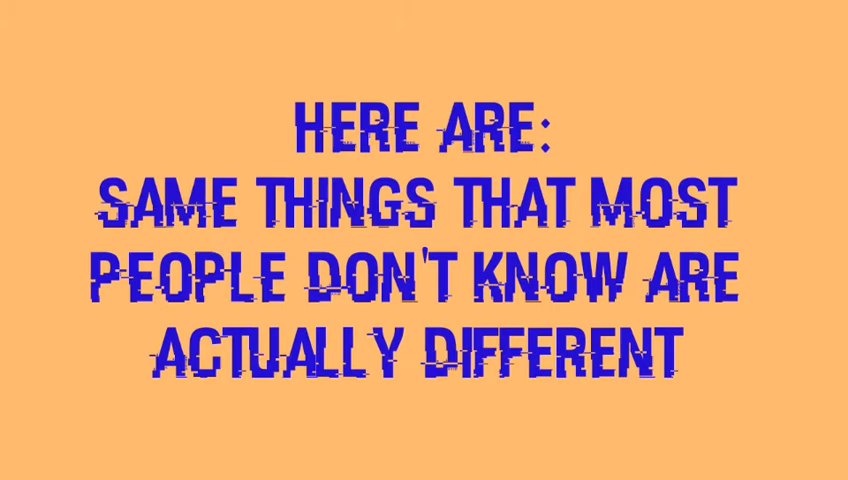 HERE ARE:
SAME THINGS THAT MOST
PEOPLE DON'T KNOW ARE
ACTUALLY DIFFERENT